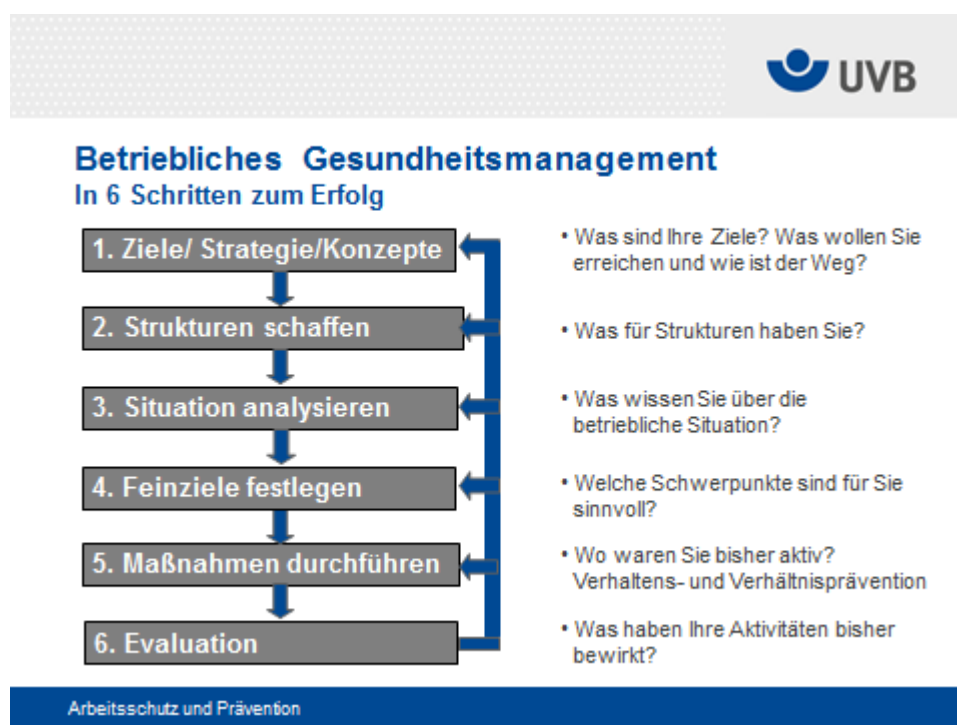 UVB
Betriebliches Gesundheitsmanagement
In 6 Schritten zum Erfolg
1. Ziele/ Strategie/Konzepte
• Was sind Ihre Ziele? Was wollen Sie
erreichen und wie ist der Weg?
2. Strukturen schaffen
• Was für Strukturen haben Sie?
3. Situation analysieren
• Was wissen Sie über die
betriebliche Situation?
4. Feinziele festlegen
• Welche Schwerpunkte sind für Sie
sinnvoll?
5. Maßnahmen durchführen
• Wo waren Sie bisher aktiv?
Verhaltens- und Verhältnisprävention
6. Evaluation
• Was haben Ihre Aktivitäten bisher
bewirkt?
Arbeitsschutz und Prävention